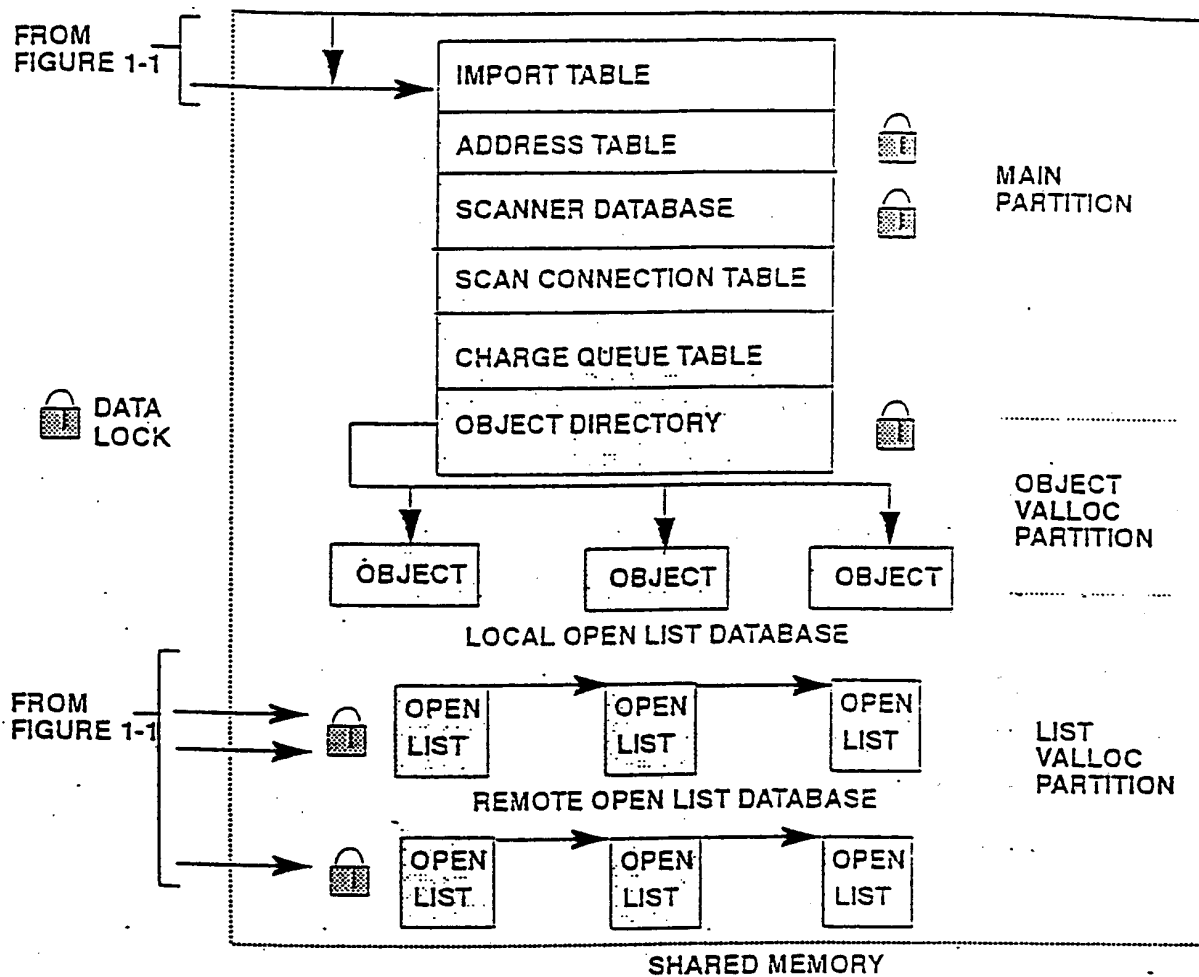 FROM
FIGURE 1-1
IMPORT TABLE
ADDRESS TABLE
SCANNER DATABASE
SCAN CONNECTION TABLE
CHARGE QUEUE TABLE
OBJECT DIRECTORY
MAIN
PARTITION
DATA
LOCK
OBJECT
VALLOC
PARTITION
OBJECT
OBJECT
OBJECT
LOCAL OPEN LIST DATABASE
FROM
FIGURE 1-1
OPEN
LIST
OPEN
LIST
OPEN
LIST
LIST
VALLOC
PARTITION
REMOTE OPEN LIST DATABASE
OPEN
LIST
OPEN
LIST
OPEN
LIST
SHARED MEMORY